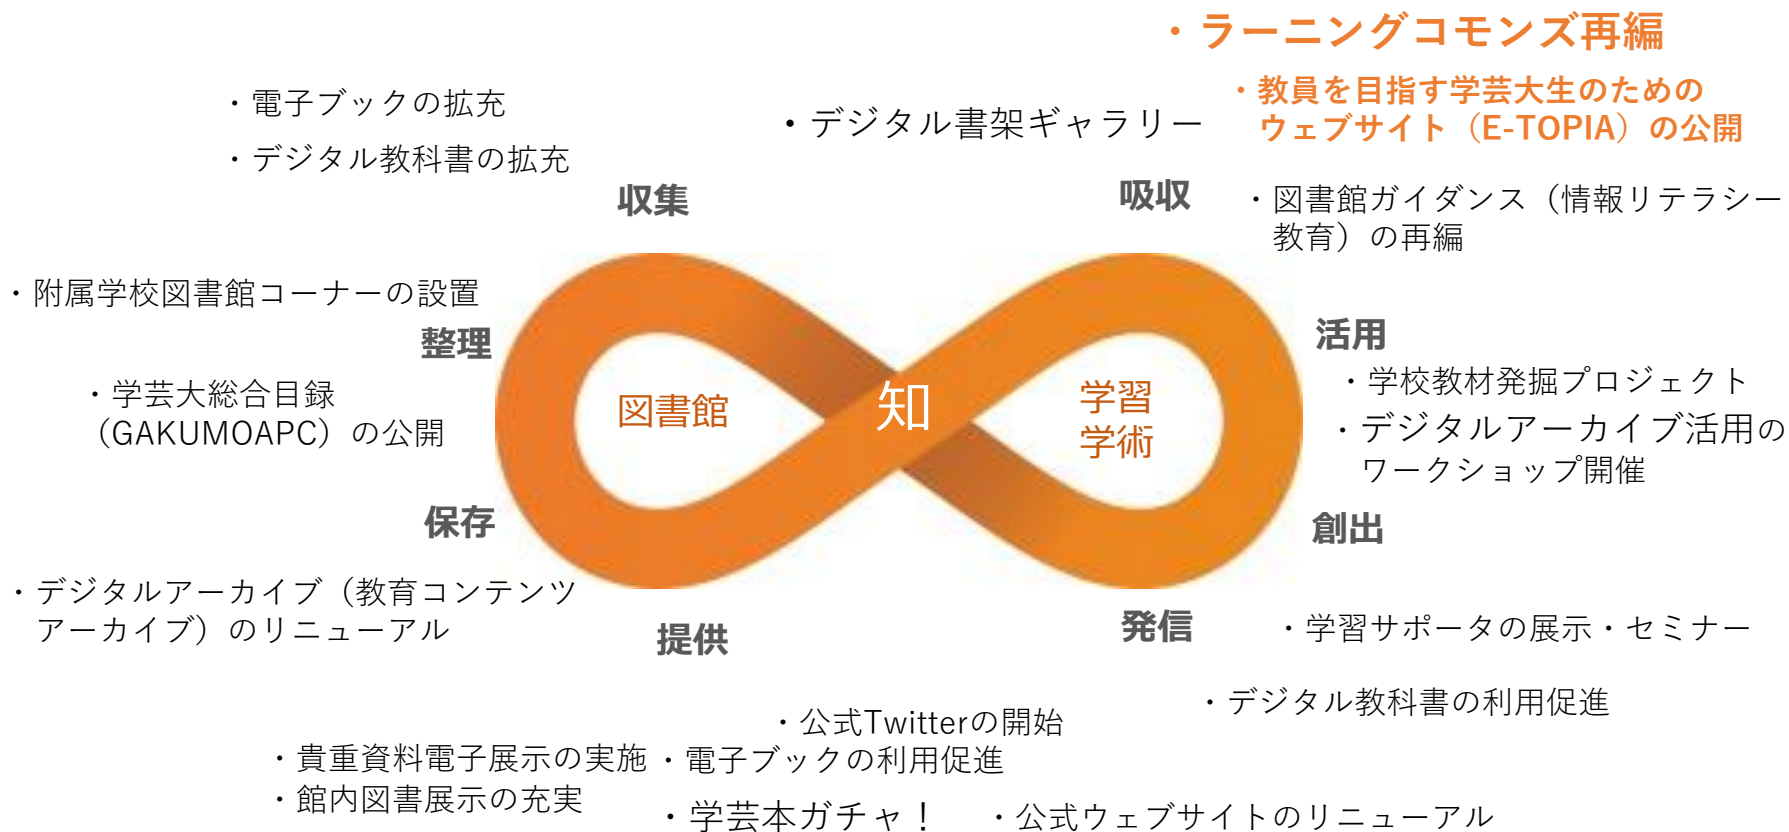 ・ラーニングコモンズ再編
・電子ブックの拡充
・デジタル教科書の拡充
・デジタル書架ギャラリー
・教員を目指す学芸大生のための
ウェブサイト（E-TOPIA）の公開
収集
吸収
・図書館ガイダンス（情報リテラシー
教育）の再編
・附属学校図書館コーナーの設置
整理
活用
・学芸大総合目録
（GAKUMOAPC）の公開
図書館
知
学習
学術
・学校教材発掘プロジェクト
・デジタルアーカイブ活用の
ワークショップ開催
保存
創出
・デジタルアーカイブ（教育コンテンツ
アーカイブ）のリニューアル
提供
発信
・学習サポータの展示・セミナー
・デジタル教科書の利用促進
・公式Twitterの開始
・貴重資料電子展示の実施
・電子ブックの利用促進
・館内図書展示の充実
・学芸本ガチャ！
・公式ウェブサイトのリニューアル